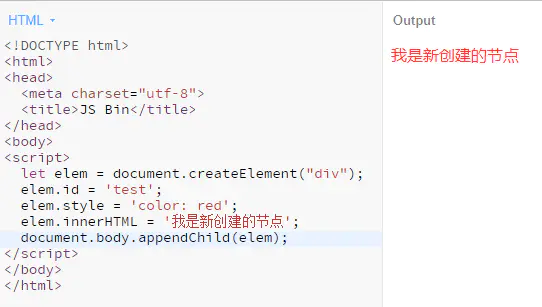 HTML
Output
<!DOCTYPE html>
<html>
<head>
  <meta charset="utf-8">
  <title>JS Bin</title>
</head>
<body>
<script>
  let elem = document.createElement("div");
  elem.id = 'test';
  elem.style = 'color: red';
  elem.innerHTML = '我是新创建的节点';
  document.body.appendChild(elem);
</script>
</body>
</html>
我是新创建的节点